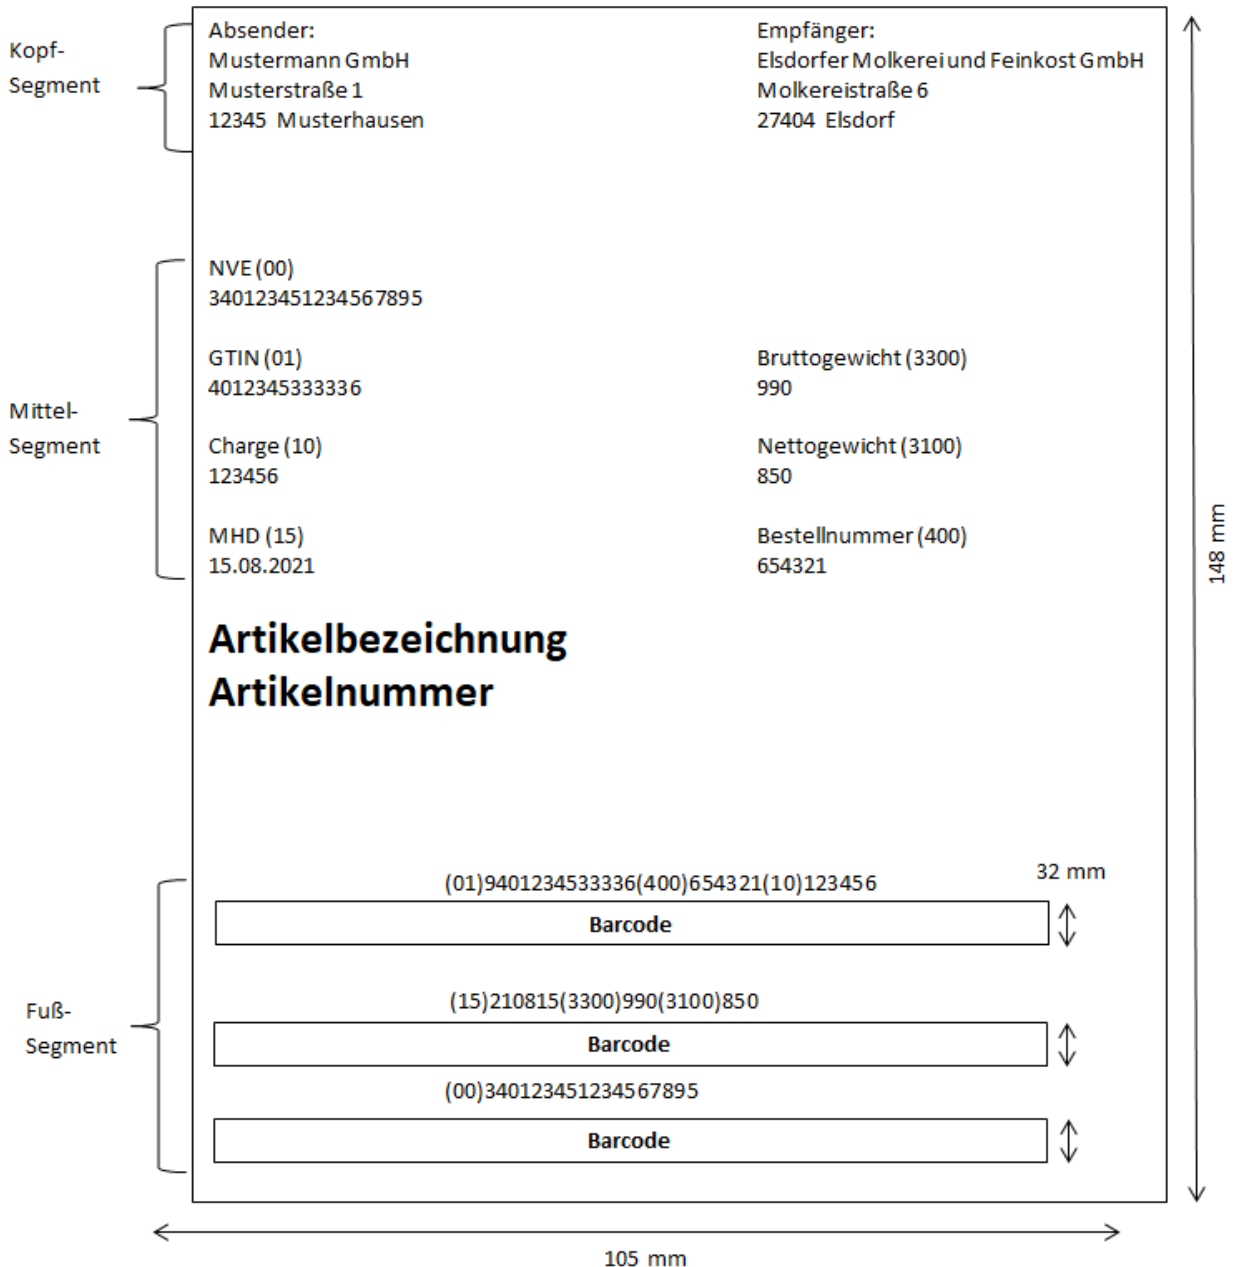 Kopf-
Segment
Absender:
Mustermann GmbH
Musterstraße 1
12345 Musterhausen
Empfänger:
Elsdorfer Molkerei und Feinkost GmbH
Molkereistraße 6
27404 Elsdorf
Mittel-
Segment
NVE (00)
340123451234567895
GTIN (01)
4012345333336
Bruttogewicht (3300)
990
Charge (10)
123456
Nettogewicht (3100)
850
MHD (15)
15.08.2021
Bestellnummer (400)
654321
148 mm
Artikelbezeichnung
Artikelnummer
Fuß-
Segment
(01)9401234533336(400)654321(10)123456
32 mm
Barcode
(15)210815(3300)990(3100)850
Barcode
(00)340123451234567895
Barcode
105 mm